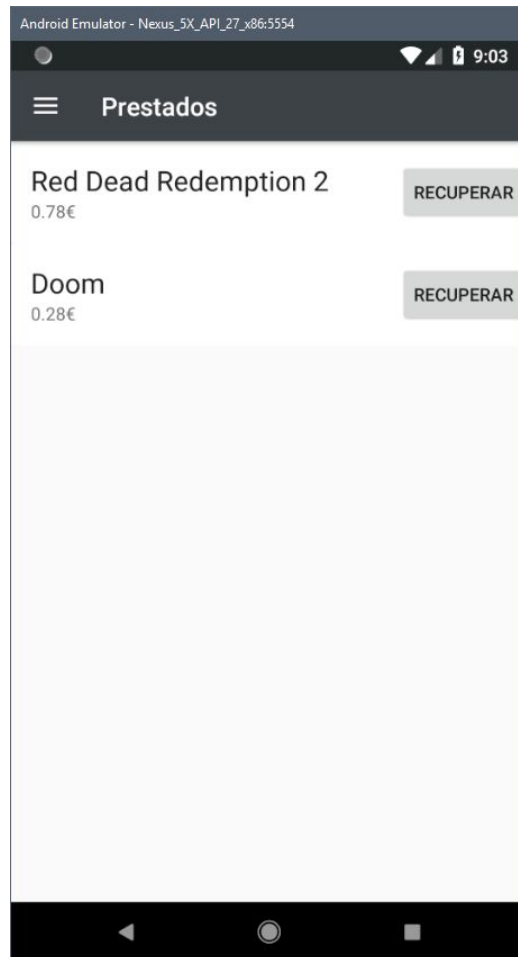 Android Emulator - Nexus_5X_API_27_x86:5554
9:03
Prestados
Red Dead Redemption 2
0.78€
RECUPERAR
Doom
0.28€
RECUPERAR